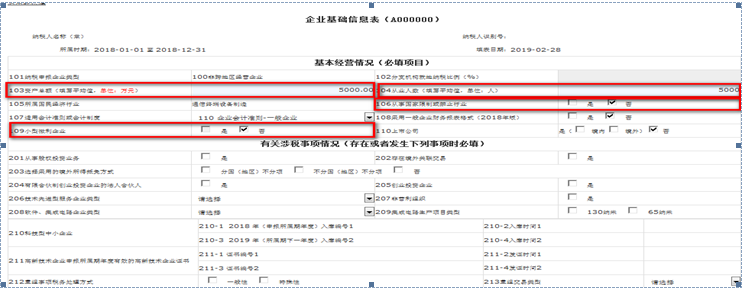 企业基础信息表（A000000）
纳税人名称（章） 纳税人识别号：
所属时期：2018-01-01 至 2018-12-31 填表日期：2019-02-28
基本经营情况（必填项目）
101纳税申报企业类型 100非跨地区经营企业 102分支机构就地纳税比例（%）
103资产总额（填写平均值，单位：万元） 5000.00 104从业人数（填写平均值，单位：人） 5000
105所属国民经济行业 通信终端设备制造 106从事国家限制或禁止行业 是 否
107适用会计准则或会计制度 110 企业会计准则-一般企业 108采用一般企业财务报表格式（2018年版） 是 否
109小型微利企业 是 否 110上市公司 是（ 境内 境外） 否
有关涉税事项情况（存在或者发生下列事项时必填）
201从事股权投资业务 是 202存在境外关联交易 是
203选择采用的境外所得抵免方式 分国（地区）不分项 不分国（地区）不分项 否
204有限合伙制创业投资企业的法人合伙人 是 205创业投资企业 是
206技术先进型服务企业类型 请选择 207非营利组织 是
208软件、集成电路企业类型 请选择 209集成电路生产项目类型 130纳米 65纳米
210科技型中小企业 210-1 2018 年（申报所属期年度）入库编号1 210-2入库时间1
210-3 2019 年（所属期下一年度）入库编号2 210-4入库时间2
211高新技术企业申报所属期年度有效的高新技术企业证书 211-1 证书编号1 211-2发证时间1
211-3 证书编号2 211-4发证时间2
212重组事项税务处理方式 一般性 特殊性 213重组交易类型 请选择